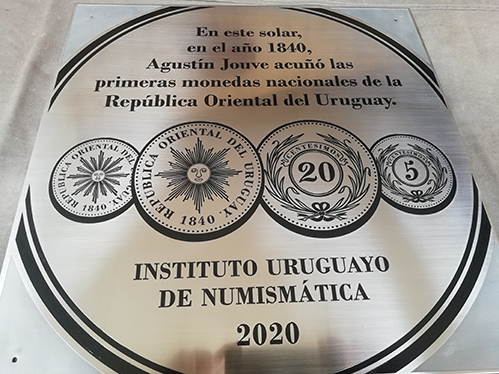 En este solar,
en el año 1840,
Agustín Jouve acuñó las
primeras monedas nacionales de la
República Oriental del Uruguay.
REPUBLICA ORIENTAL DEL URUGUAY
1840
REPUBLICA ORIENTAL DEL URUGUAY
1840
CENTESIMOS
20
CENTESIMOS
5
INSTITUTO URUGUAYO
DE NUMISMÁTICA
2020